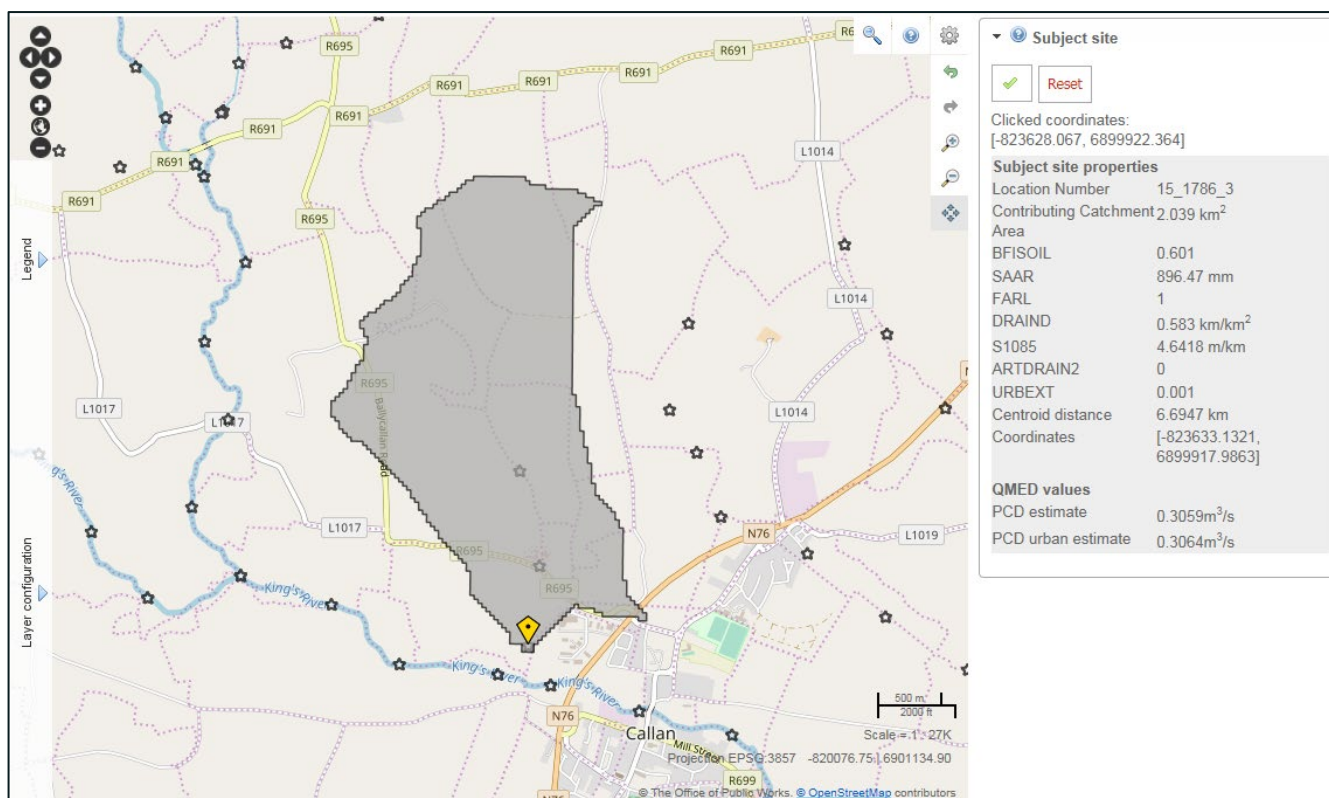 R695
R691
R691
R691
R691
R691
R691
R691
R691
R695
L1014
L1014
L1014
R695
Ballycallan Road
L1017
L1017
L1017
King's River
R695
R695
N76
L1019
King's River
King's River
King's River
N76
Callan
Mill Street
R699
N76
Legend
Layer configuration
500 m
2000 ft
Scale = 1 : 27K
Projection EPSG:3857 -820076.75, 6901134.90
© The Office of Public Works. © OpenStreetMap contributors
Subject site
Reset
Clicked coordinates:
[-823628.067, 6899922.364]
Subject site properties
Location Number 15_1786_3
Contributing Catchment Area 2.039 km²
BFISOIL 0.601
SAAR 896.47 mm
FARL 1
DRAIND 0.583 km/km²
S1085 4.6418 m/km
ARTDRAIN2 0
URBEXT 0.001
Centroid distance 6.6947 km
Coordinates [-823633.1321,
6899917.9863]
QMED values
PCD estimate 0.3059m³/s
PCD urban estimate 0.3064m³/s